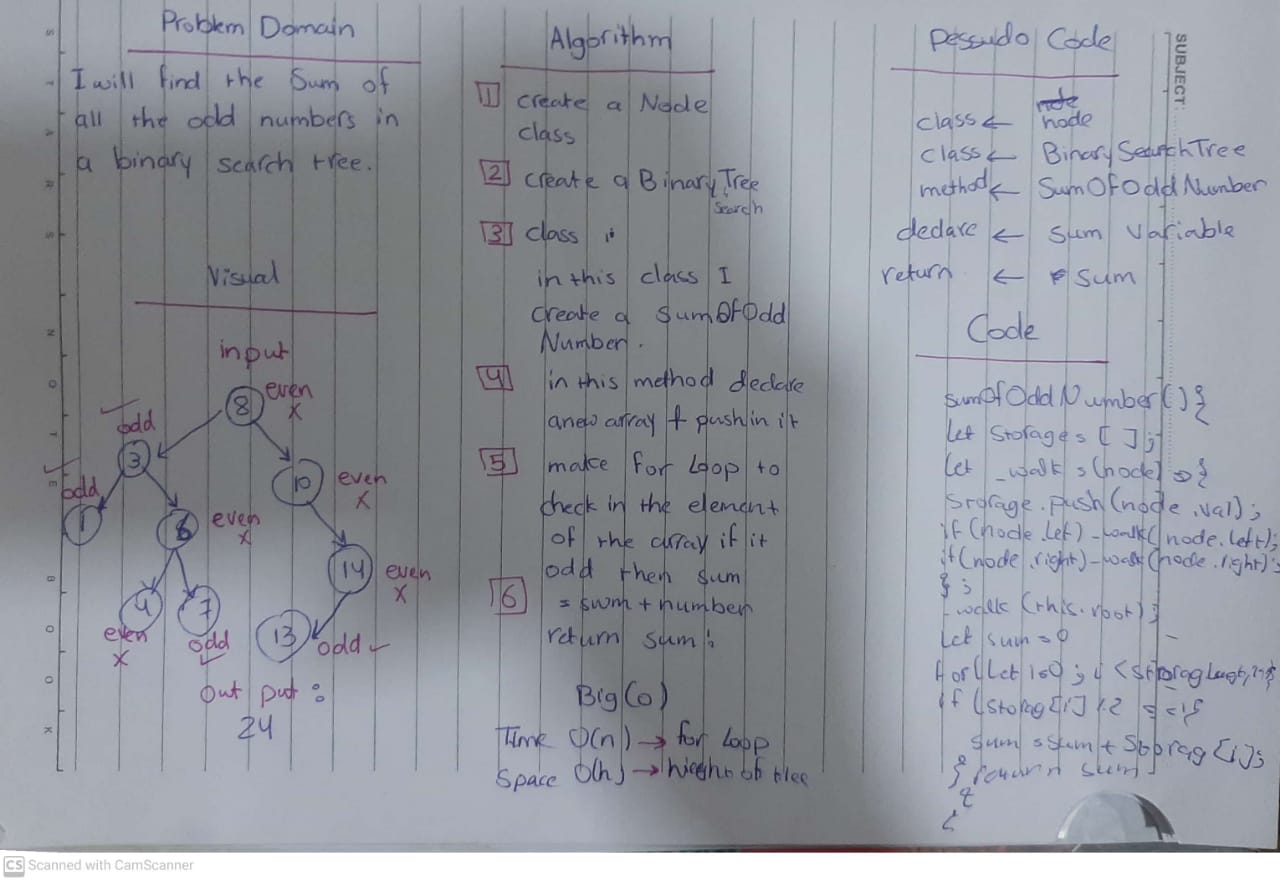 Problem Domain
I will find the Sum of
all the odd numbers in
a binary search tree.
Visual
input
8 even x
odd
3
odd
1
10 even x
6 even x
14 even x
4 even x
7 odd
13 odd
out put :
24
Algorithm
1 create a Node
class
2 create a Binary Tree
Search
3 class :
in this class I
create a SumOfOdd
Number.
4 in this method declare
a new array + push in it
5 make for Loop to
check in the element
of the array if it
odd then sum
= sum + number
6 return sum :
Big(O)
Time O(n) → for Loop
Space O(h) → hieght of tree
Pessudo Code
class ← node
class ← BinarySearchTree
method ← SumOfOddNumber
declare ← sum variable
return ← sum
Code
sumOfOddNumber(){
let storage = [ ];
let _walk = (node) => {
storage.push(node.val);
if(node.left) _walk(node.left);
if(node.right) _walk(node.right);
} ;
_walk (this.root);
let sum = 0
for(let i=0 ; i <
if (storag[i] % 2 ===1){
sum = sum + storag[i];
} return sum
}
}
SUBJECT:
CS Scanned with CamScanner